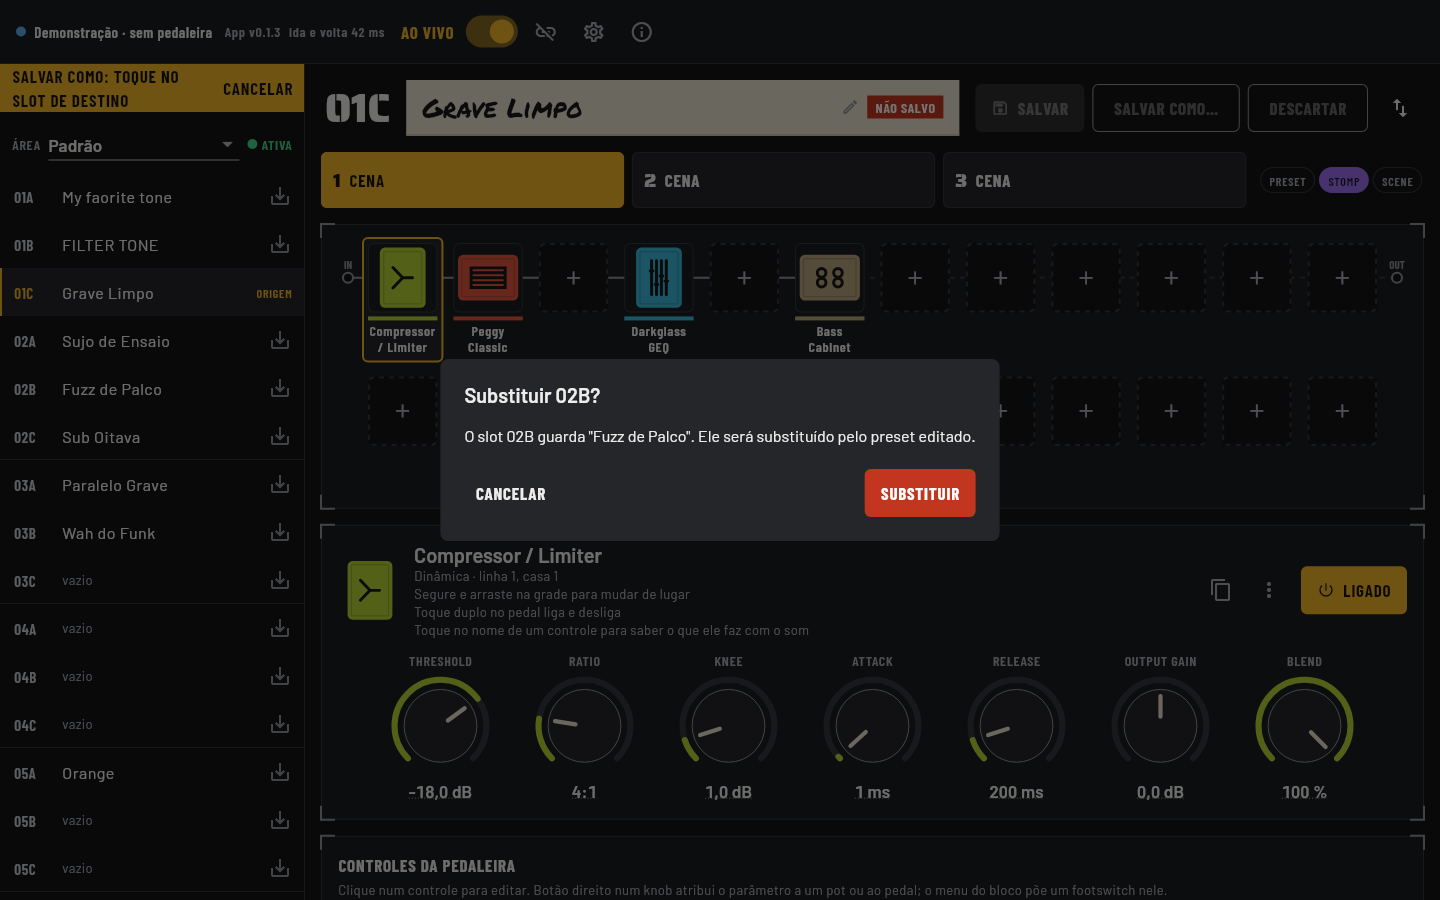 Demonstração · sem pedaleira App v0.1.3 Ida e volta 42 ms AO VIVO
SALVAR COMO: TOQUE NO
SLOT DE DESTINO
CANCELAR
ÁREA Padrão ATIVA
01A My faorite tone
01B FILTER TONE
01C Grave Limpo ORIGEM
02A Sujo de Ensaio
02B Fuzz de Palco
02C Sub Oitava
03A Paralelo Grave
03B Wah do Funk
03C vazio
04A vazio
04B vazio
04C vazio
05A Orange
05B vazio
05C vazio
01C Grave Limpo NÃO SALVO SALVAR SALVAR COMO... DESCARTAR
1 CENA 2 CENA 3 CENA PRESET STOMP SCENE
IN OUT
88
Compressor
/ Limiter
Peggy
Classic
Darkglass
GEQ
Bass
Cabinet
Substituir 02B?
O slot 02B guarda "Fuzz de Palco". Ele será substituído pelo preset editado.
CANCELAR SUBSTITUIR
Compressor / Limiter
Dinâmica · linha 1, casa 1
Segure e arraste na grade para mudar de lugar
Toque duplo no pedal liga e desliga
Toque no nome de um controle para saber o que ele faz com o som
LIGADO
THRESHOLD RATIO KNEE ATTACK RELEASE OUTPUT GAIN BLEND
-18,0 dB 4:1 1,0 dB 1 ms 200 ms 0,0 dB 100 %
CONTROLES DA PEDALEIRA
Clique num controle para editar. Botão direito num knob atribui o parâmetro a um pot ou ao pedal; o menu do bloco põe um footswitch nele.